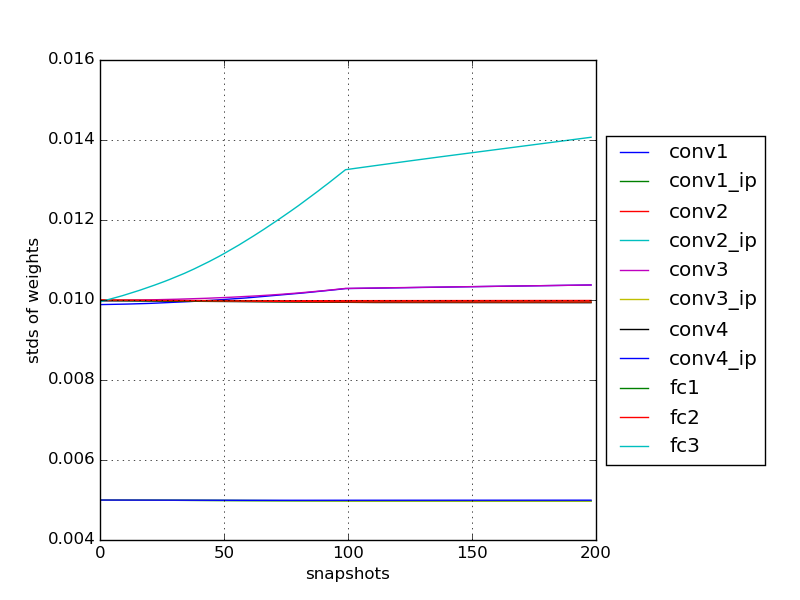 0.016
0.014
0.012
0.010
0.008
0.006
0.004
stds of weights
0
50
100
150
200
snapshots
conv1
conv1_ip
conv2
conv2_ip
conv3
conv3_ip
conv4
conv4_ip
fc1
fc2
fc3